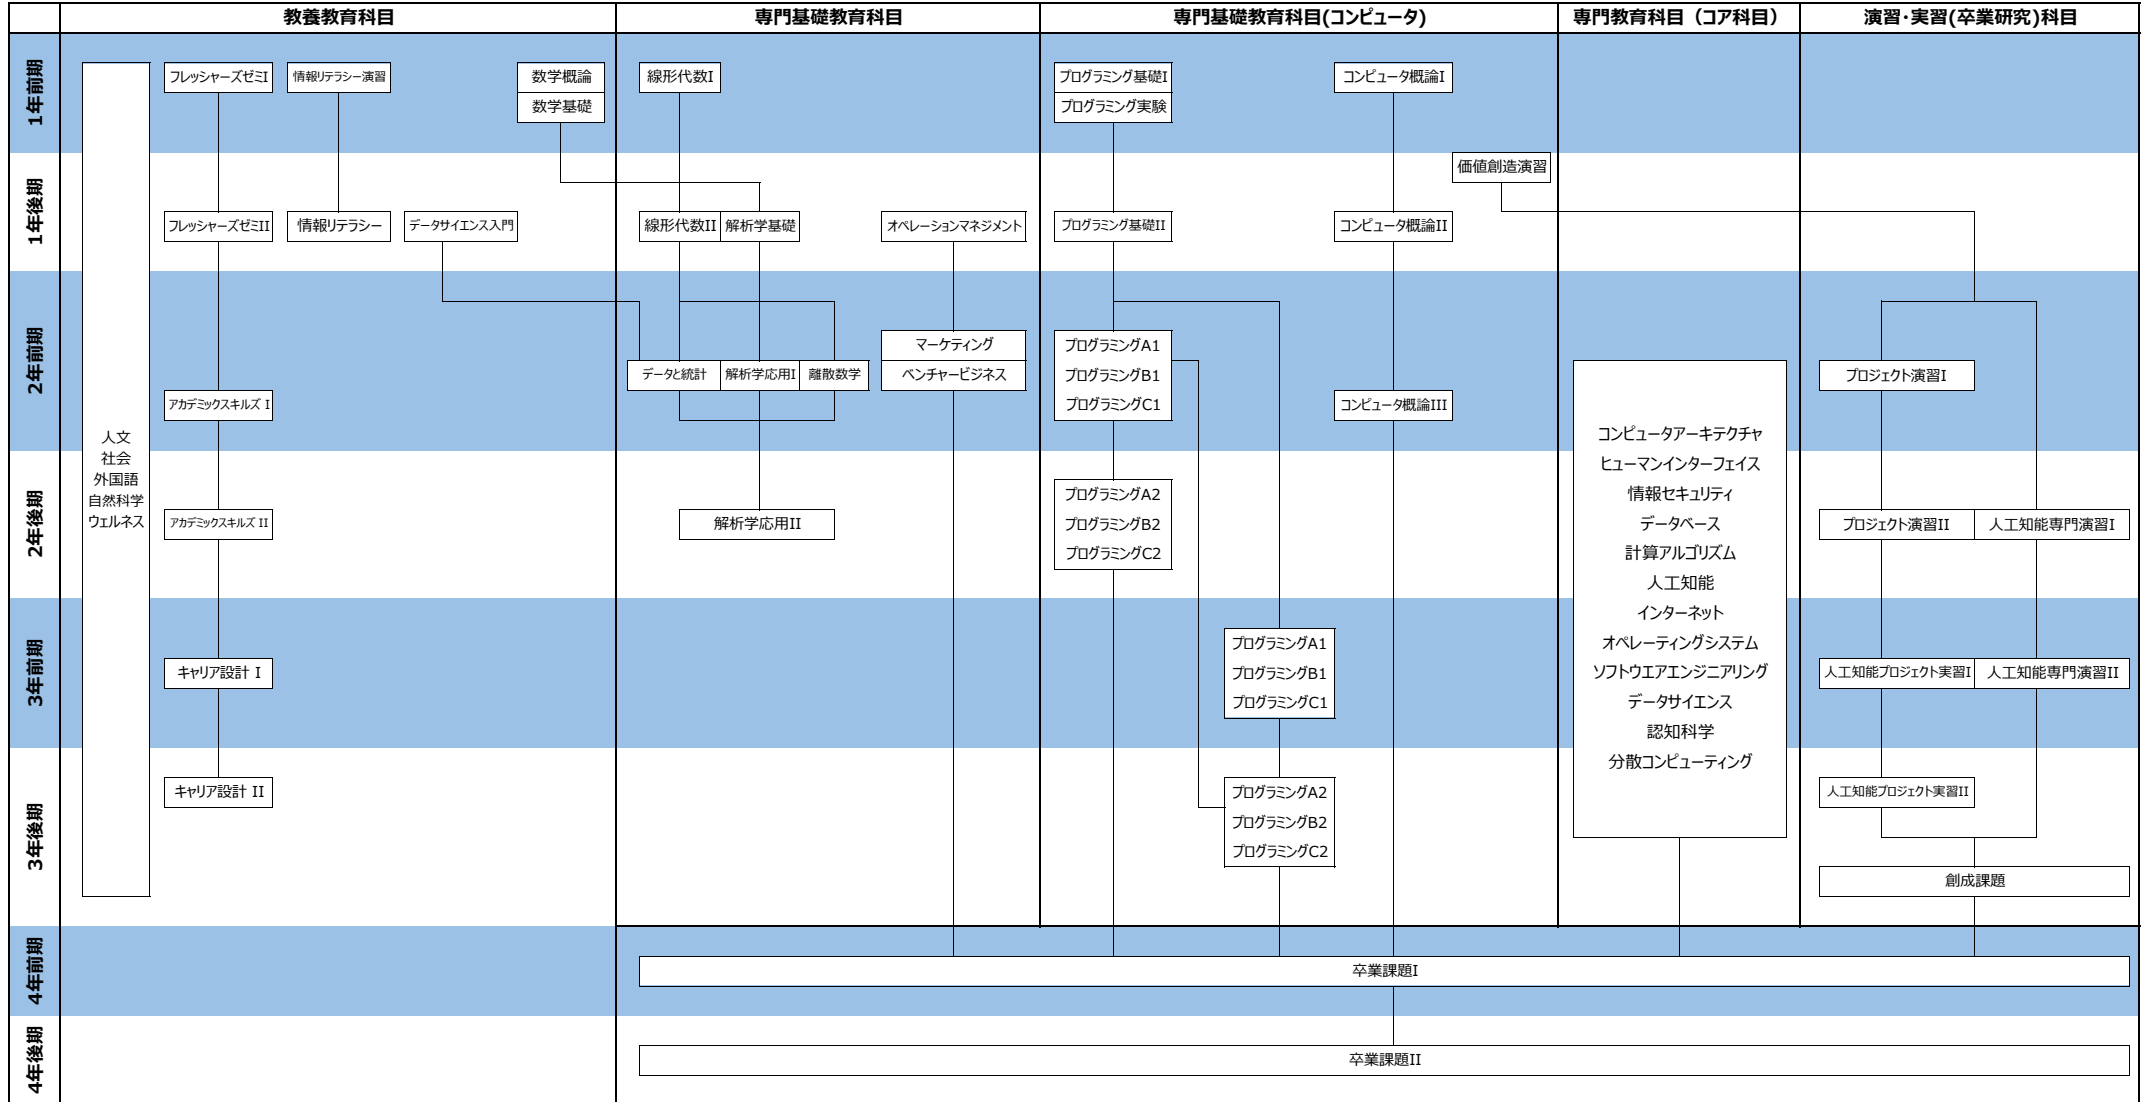 教養教育科目
専門基礎教育科目
専門基礎教育科目(コンピュータ)
専門教育科目（コア科目）
演習・実習(卒業研究)科目
1年前期
フレッシャーズゼミI
情報リテラシー演習
数学概論
数学基礎
線形代数I
プログラミング基礎I
プログラミング実験
コンピュータ概論I
1年後期
価値創造演習
フレッシャーズゼミII
情報リテラシー
データサイエンス入門
線形代数II
解析学基礎
オペレーションマネジメント
プログラミング基礎II
コンピュータ概論II
2年前期
マーケティング
ベンチャービジネス
データと統計
解析学応用I
離散数学
プログラミングA1
プログラミングB1
プログラミングC1
プロジェクト演習I
アカデミックスキルズ I
コンピュータ概論III
人文
社会
外国語
自然科学
ウェルネス
コンピュータアーキテクチャ
ヒューマンインターフェイス
情報セキュリティ
データベース
計算アルゴリズム
人工知能
インターネット
オペレーティングシステム
ソフトウエアエンジニアリング
データサイエンス
認知科学
分散コンピューティング
2年後期
アカデミックスキルズ II
解析学応用II
プログラミングA2
プログラミングB2
プログラミングC2
プロジェクト演習II
人工知能専門演習I
3年前期
キャリア設計 I
プログラミングA1
プログラミングB1
プログラミングC1
人工知能プロジェクト実習I
人工知能専門演習II
3年後期
キャリア設計 II
プログラミングA2
プログラミングB2
プログラミングC2
人工知能プロジェクト実習II
創成課題
4年前期
卒業課題I
4年後期
卒業課題II